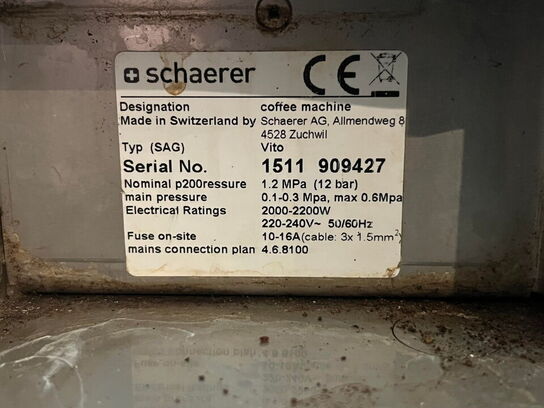 schaerer CE
Designation coffee machine
Made in Switzerland by Schaerer AG, Allmendweg 8
4528 Zuchwil
Typ (SAG) Vito
Serial No. 1511 909427
Nominal p200ressure 1.2 MPa (12 bar)
main pressure 0.1-0.3 Mpa, max 0.6Mpa
Electrical Ratings 2000-2200W
220-240V~ 50/60Hz
Fuse on-site 10-16A(cable: 3x 1.5mm²)
mains connection plan 4.6.8100